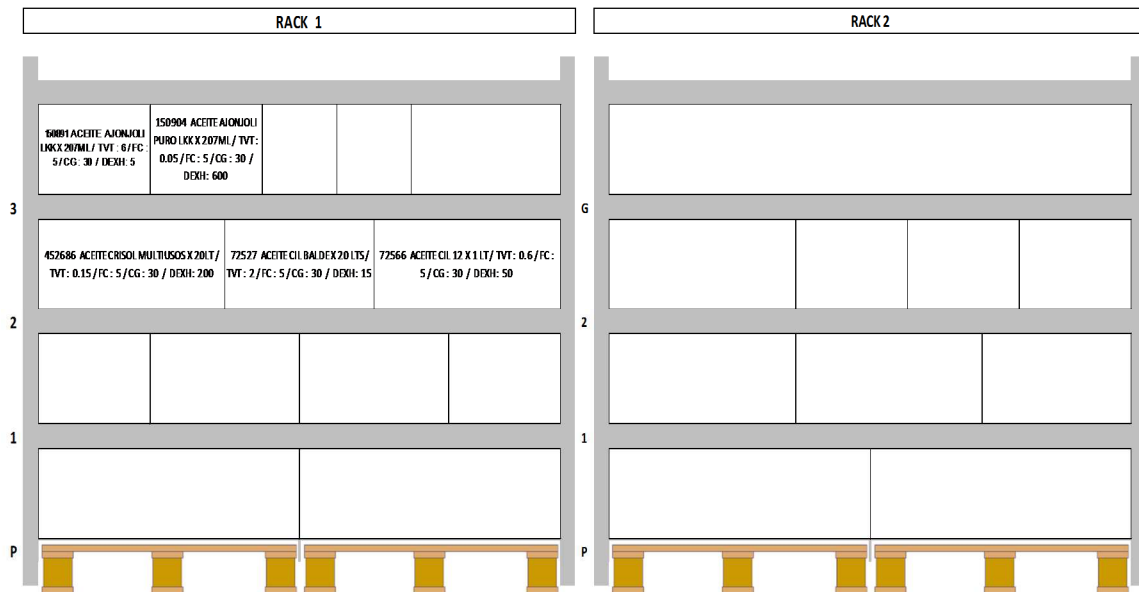 RACK 1
RACK 2
150891 ACEITE AJONJOLI
LKK X 207ML / TVT : 6 / FC :
5 / CG : 30 / DEXH: 5
150904 ACEITE AJONJOLI
PURO LKK X 207ML / TVT :
0.05 / FC : 5 / CG : 30 /
DEXH: 600
3
G
452686 ACEITE CRISOL MULTIUSOS X 20LT /
TVT : 0.15 / FC : 5 / CG : 30 / DEXH: 200
72527 ACEITE CIL BALDE X 20 LTS /
TVT : 2 / FC : 5 / CG : 30 / DEXH: 15
72566 ACEITE CIL 12 X 1 LT / TVT : 0.6 / FC :
5 / CG : 30 / DEXH: 50
2
2
1
1
P
P